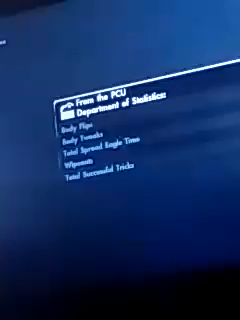 From the PCU
Department of Statistics:
Body Flips
Body Tweaks
Total Spread Eagle Time
Wipeouts
Total Successful Tricks